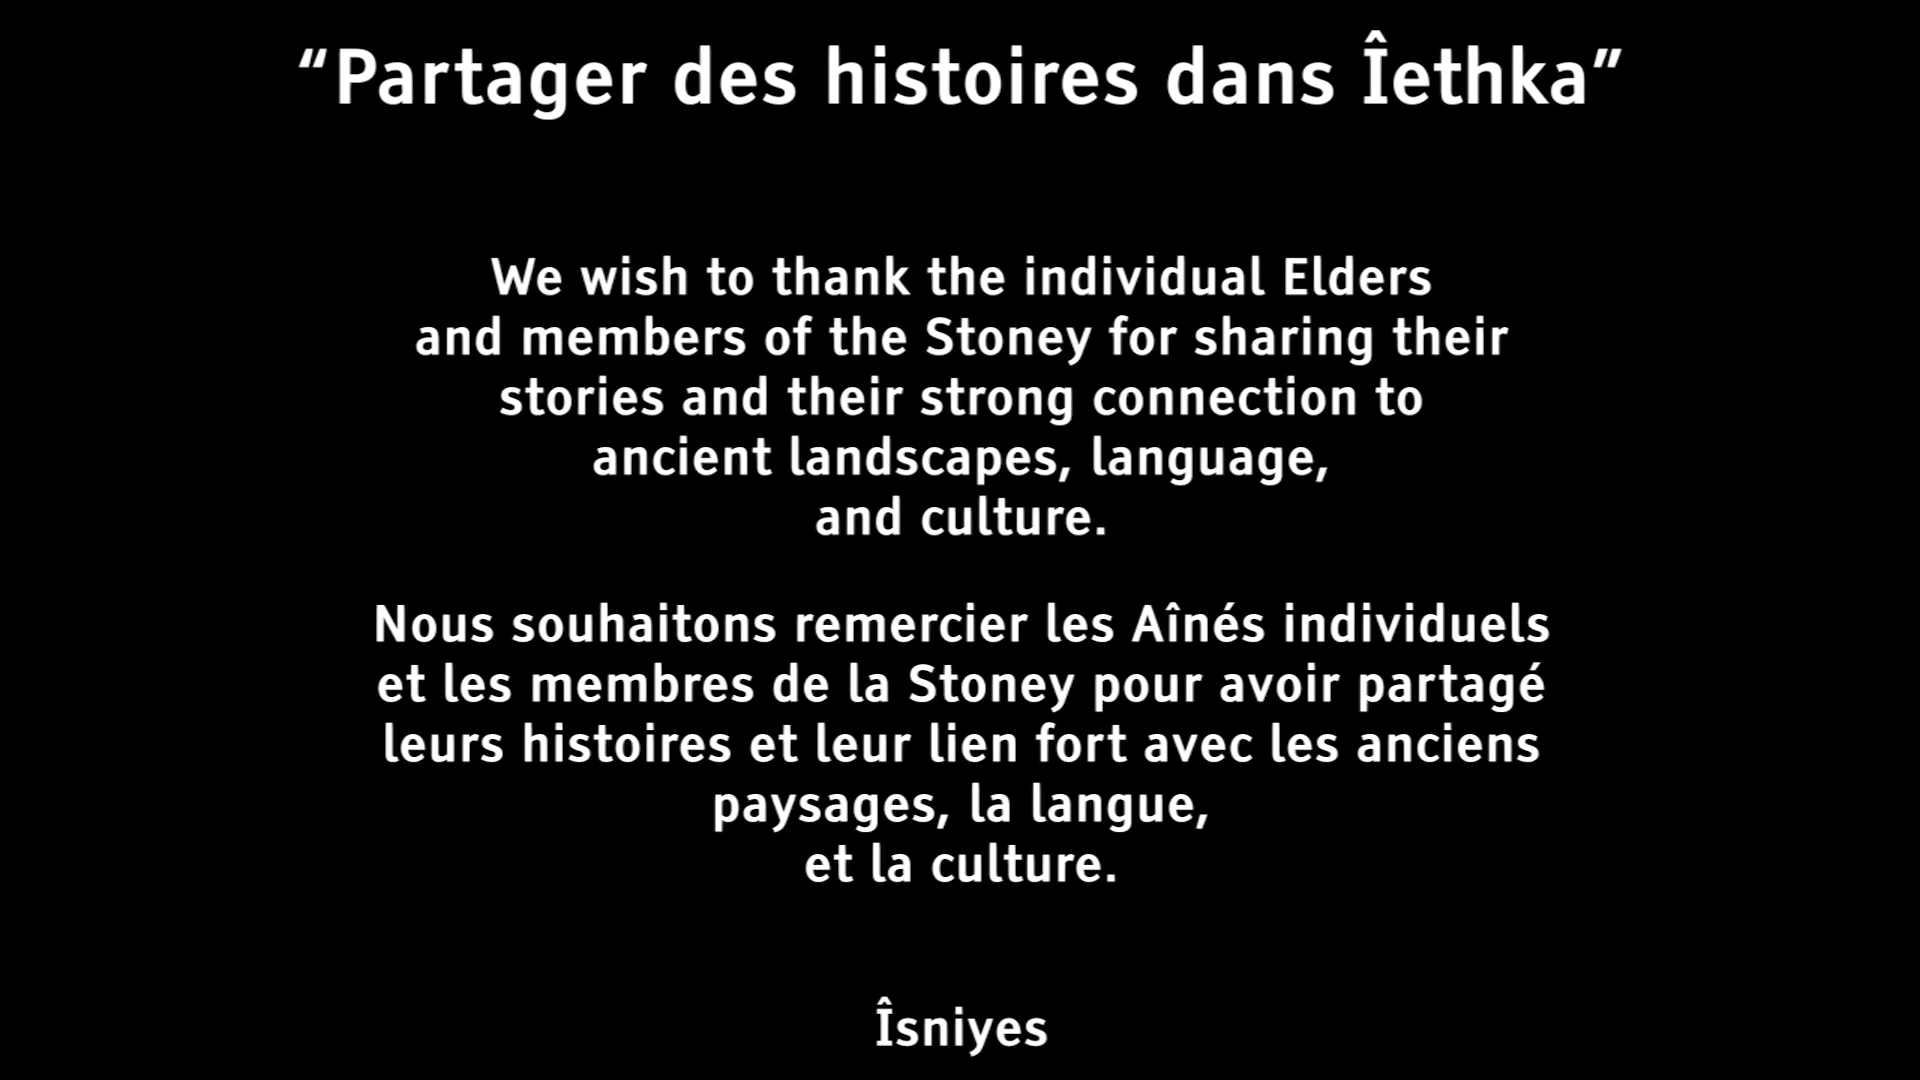 “Partager des histoires dans Îethka”
We wish to thank the individual Elders
and members of the Stoney for sharing their
stories and their strong connection to
ancient landscapes, language,
and culture.
Nous souhaitons remercier les Aînés individuels
et les membres de la Stoney pour avoir partagé
leurs histoires et leur lien fort avec les anciens
paysages, la langue,
et la culture.
Îsniyes